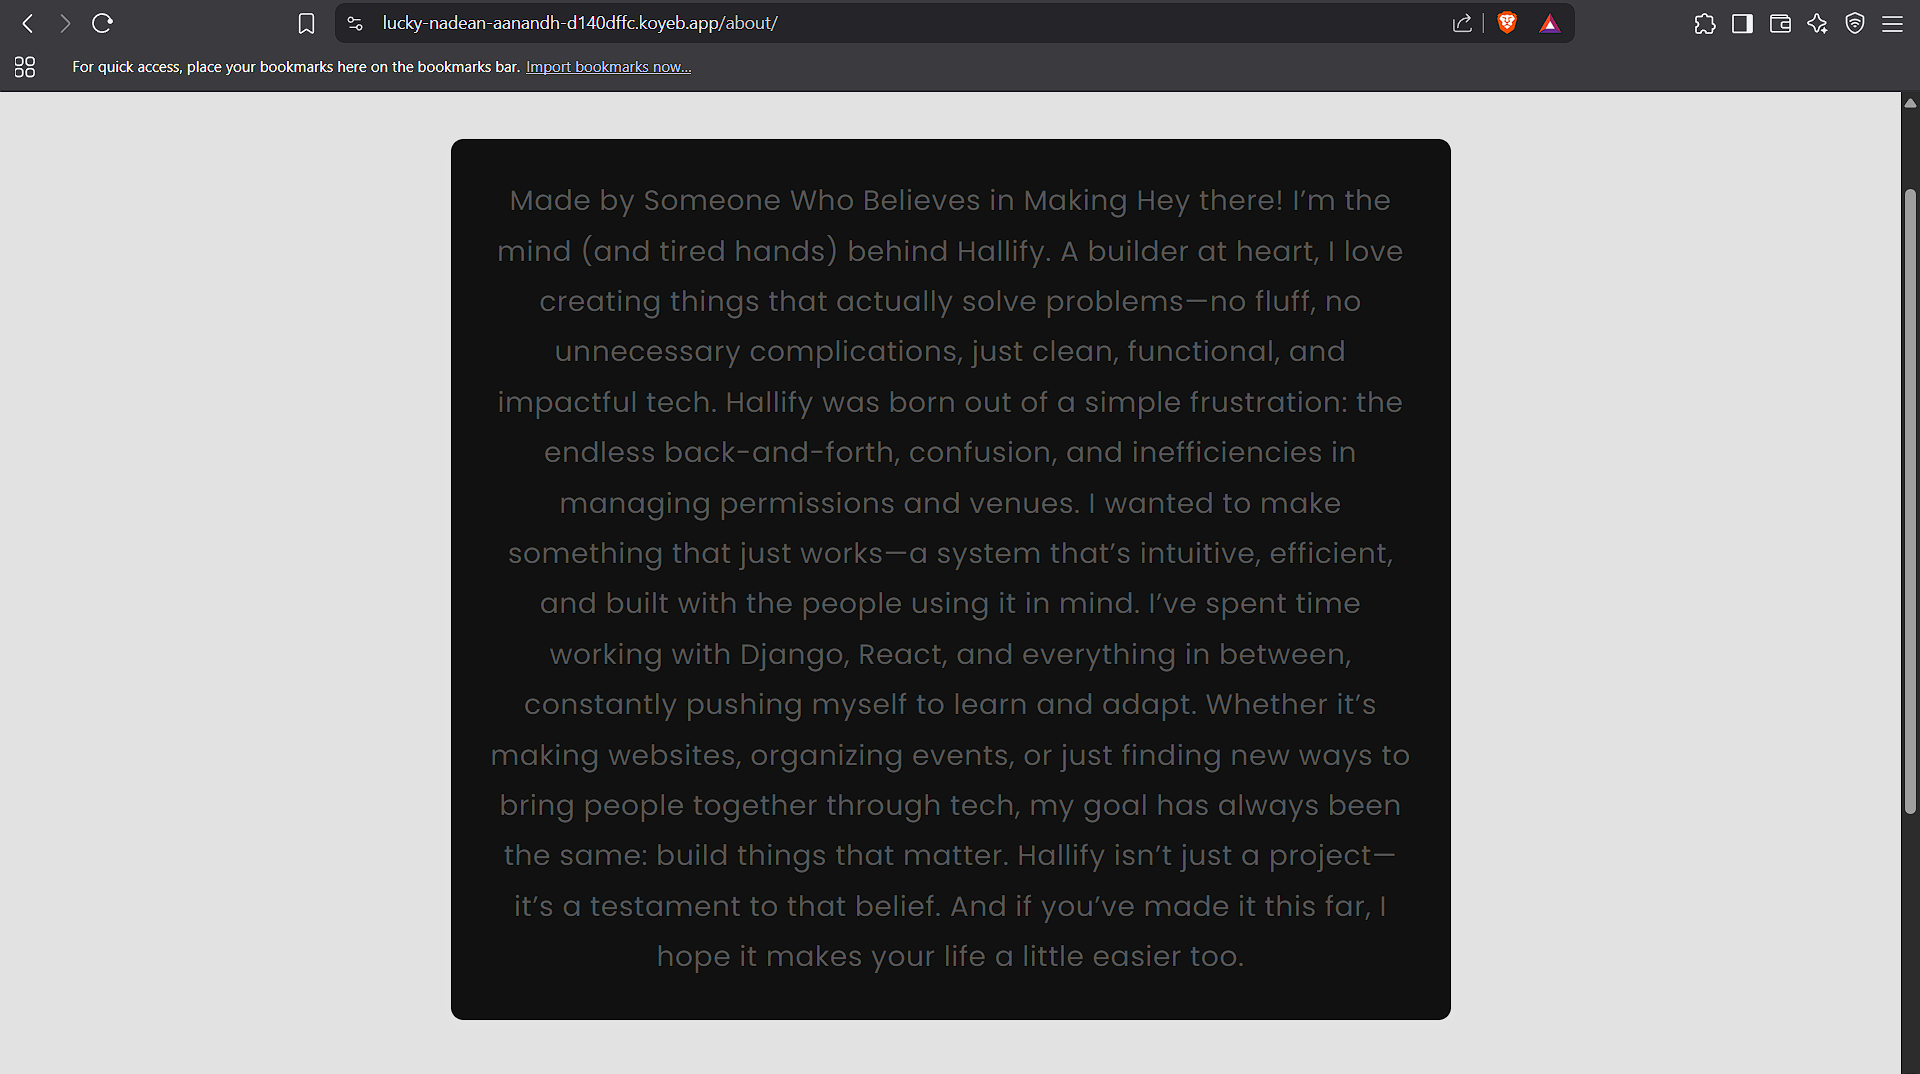 lucky-nadean-aanandh-d140dffc.koyeb.app/about/
For quick access, place your bookmarks here on the bookmarks bar. Import bookmarks now...
Made by Someone Who Believes in Making Hey there! I’m the
mind (and tired hands) behind Hallify. A builder at heart, I love
creating things that actually solve problems—no fluff, no
unnecessary complications, just clean, functional, and
impactful tech. Hallify was born out of a simple frustration: the
endless back-and-forth, confusion, and inefficiencies in
managing permissions and venues. I wanted to make
something that just works—a system that’s intuitive, efficient,
and built with the people using it in mind. I’ve spent time
working with Django, React, and everything in between,
constantly pushing myself to learn and adapt. Whether it’s
making websites, organizing events, or just finding new ways to
bring people together through tech, my goal has always been
the same: build things that matter. Hallify isn’t just a project—
it’s a testament to that belief. And if you’ve made it this far, I
hope it makes your life a little easier too.